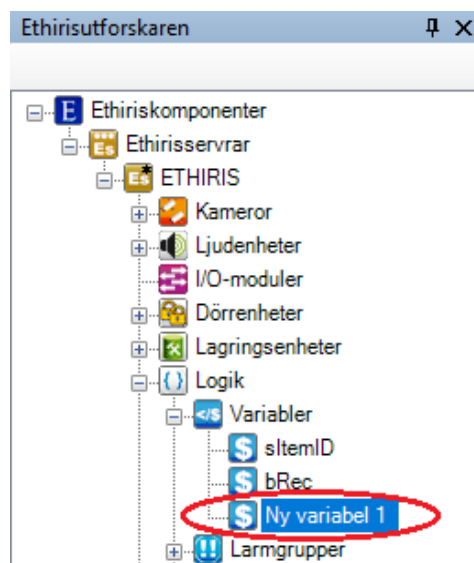 Ethirisutforskaren
Ethiriskomponenter
Ethirisservrar
ETHIRIS
Kameror
Ljudenheter
I/O-moduler
Dörrenheter
Lagringsenheter
Logik
Variabler
sItemID
bRec
Ny variabel 1
Larmgrupper